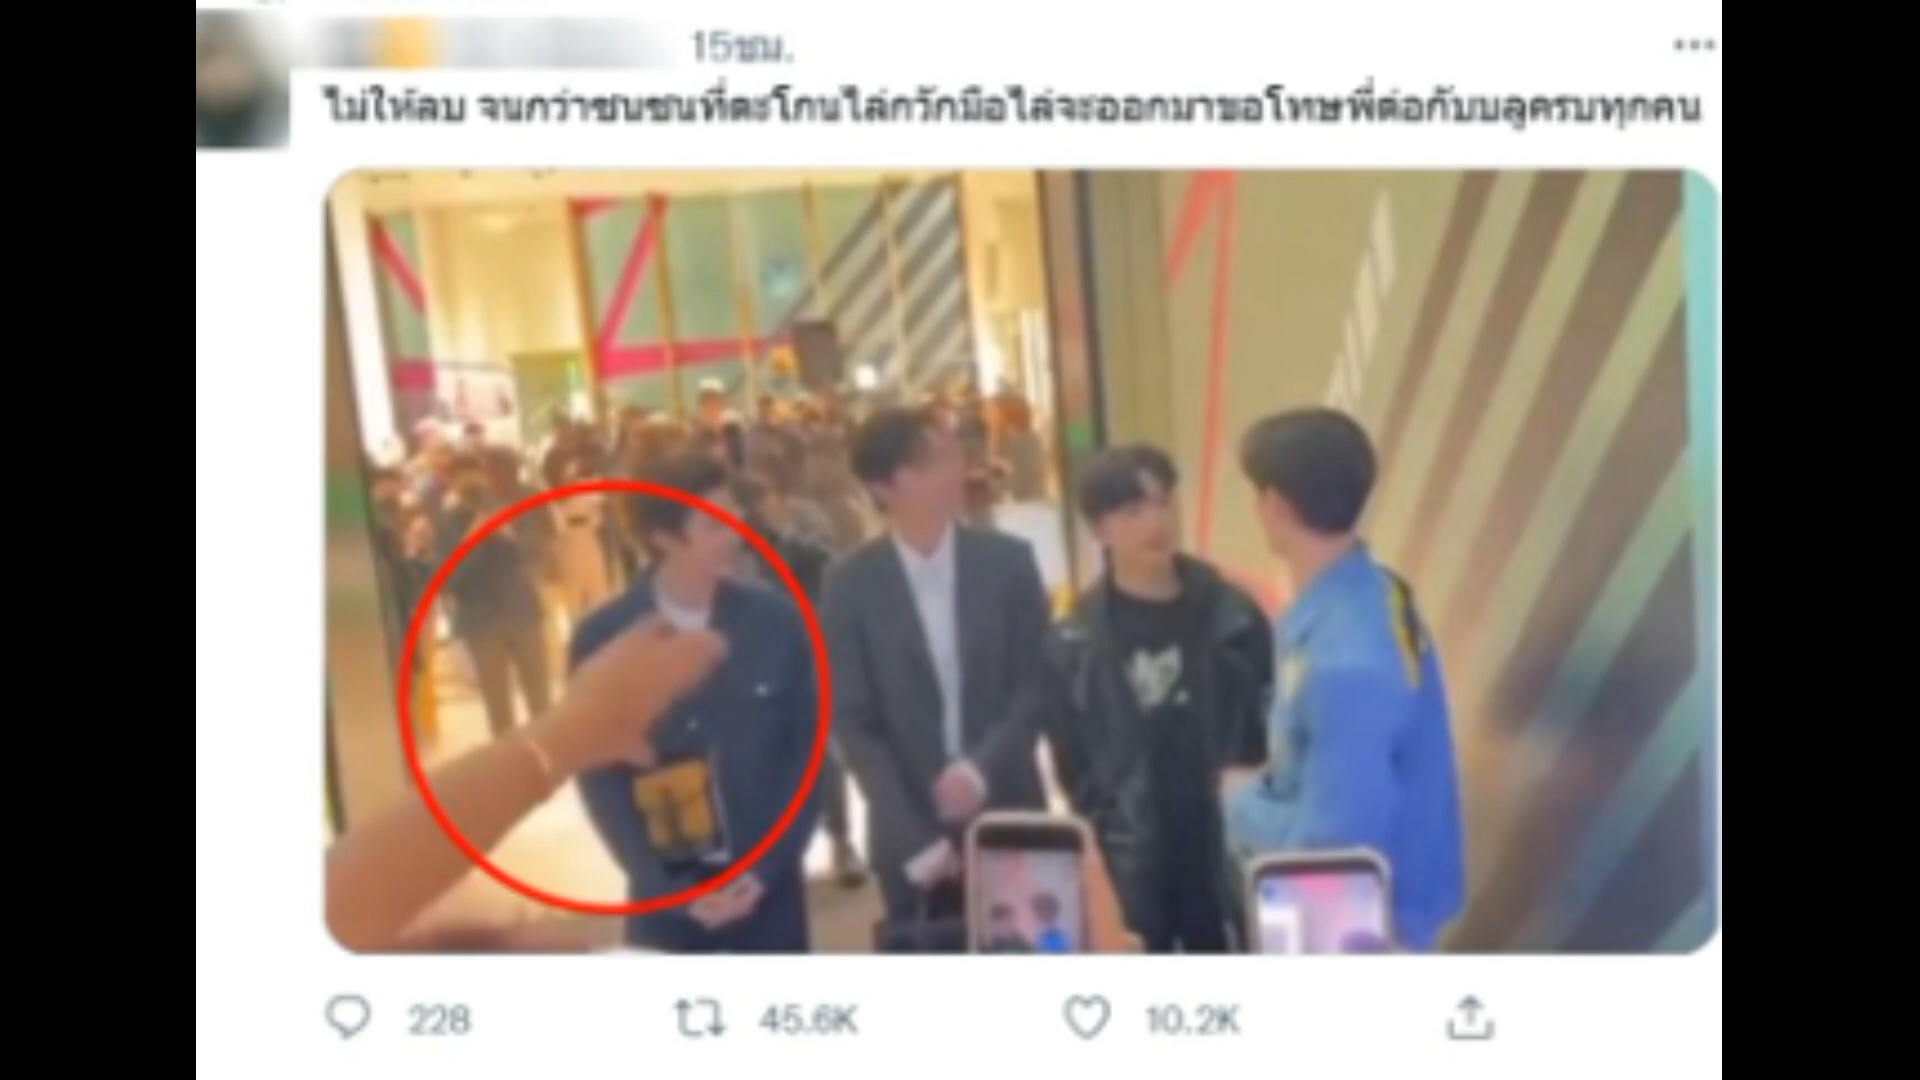 15ชม.
ไม่ให้ลบ จนกว่าชนชนที่ตะโกนไล่กวักมือไล่จะออกมาขอโทษพี่ต่อกับบลูครบทุกคน
228
45.6K
10.2K